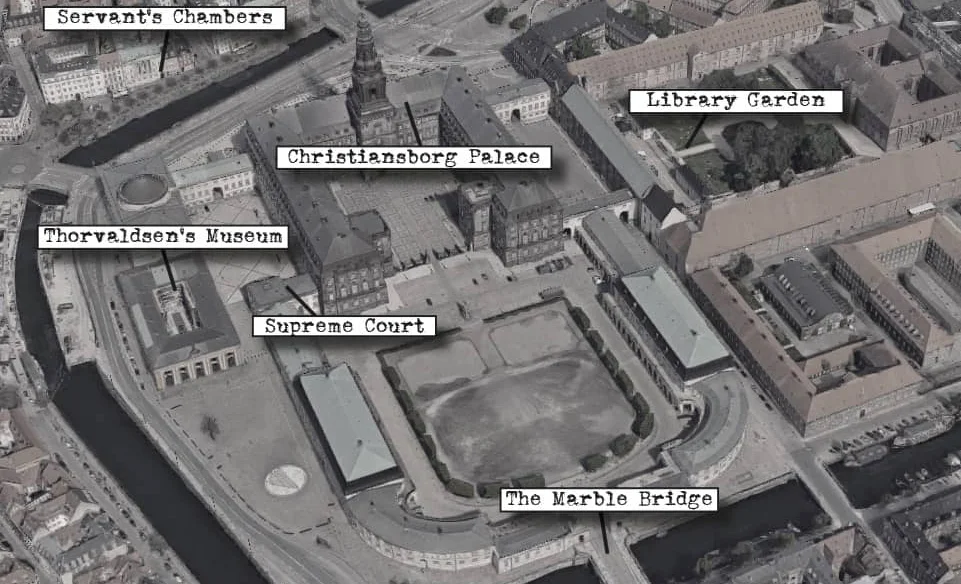 Servant's Chambers
Library Garden
Christiansborg Palace
Thorvaldsen's Museum
Supreme Court
The Marble Bridge